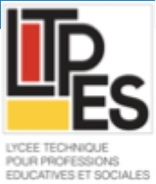 LTPES
LYCEE TECHNIQUE
POUR PROFESSIONS
EDUCATIVES ET SOCIALES